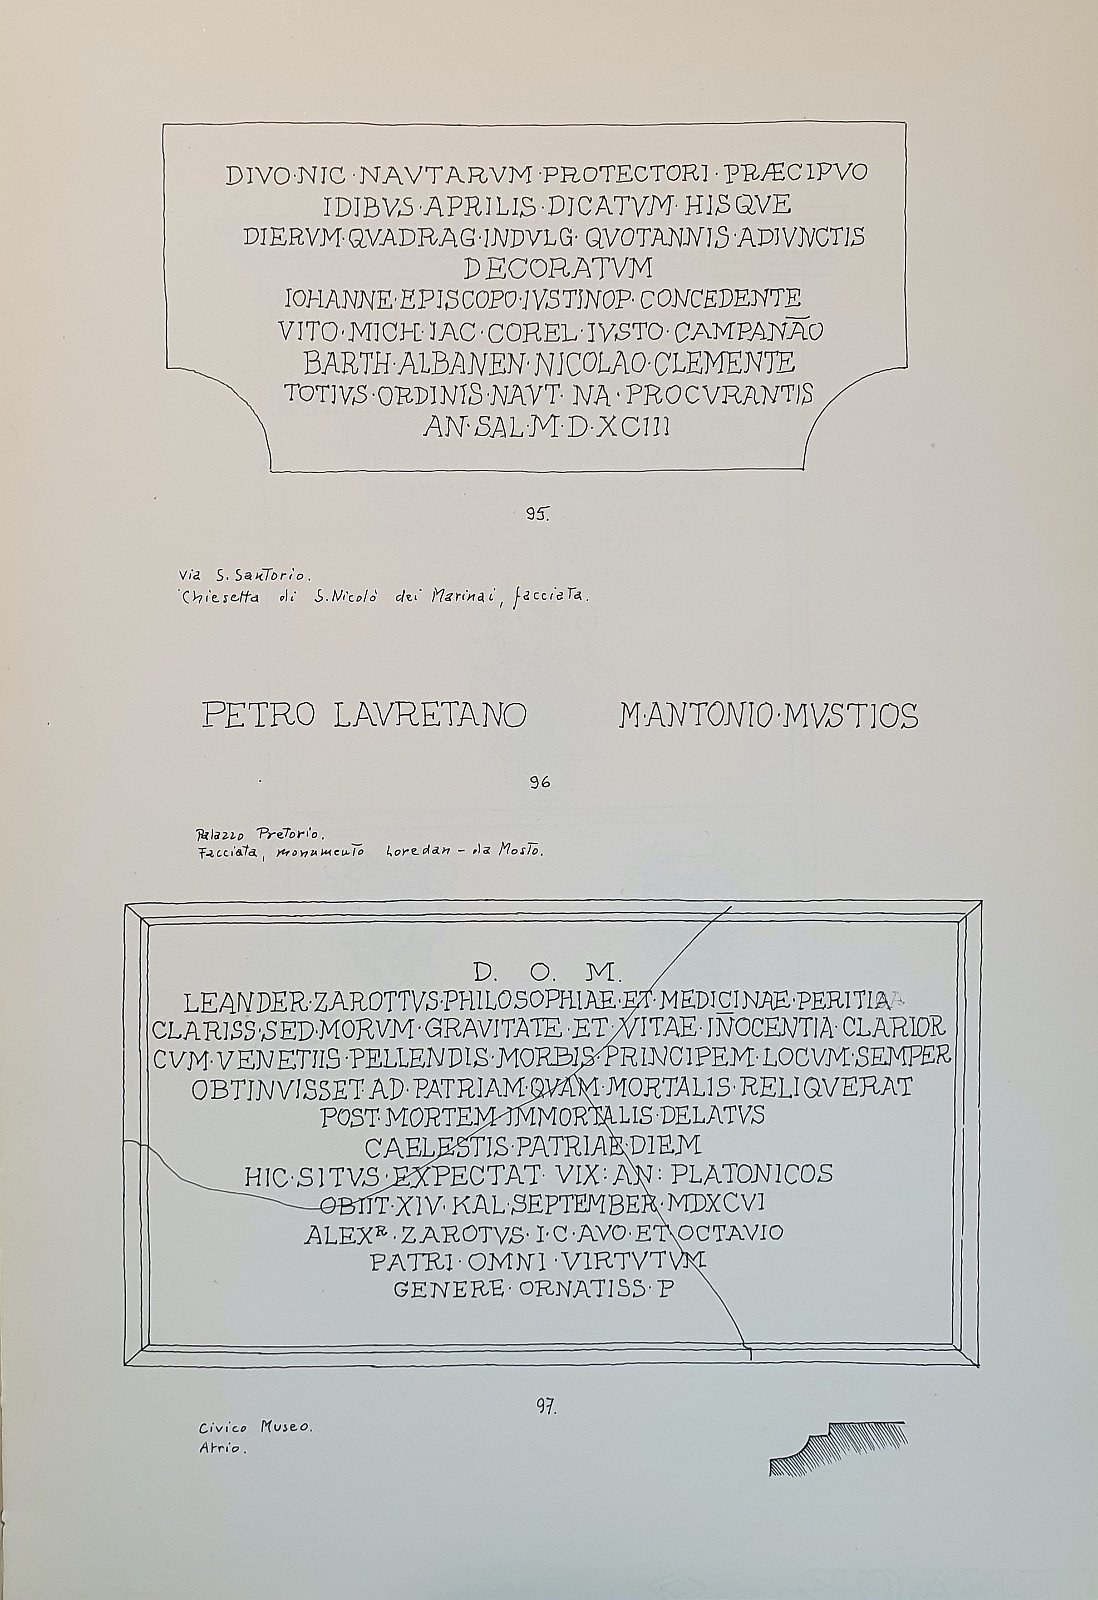 DIVO·NIC·NAVTARVM·PROTECTORI·PRÆCIPVO
IDIBVS·APRILIS·DICATVM·HISQVE
DIERVM·QVADRAG·INDVLG·QVOTANNIS·ADIVNCTIS
DECORATVM
IOHANNE·EPISCOPO·IVSTINOP·CONCEDENTE
VITO·MICH·IAC·COREL·IVSTO·CAMPANÃO
BARTH·ALBANEN·NICOLAO·CLEMENTE
TOTIVS·ORDINIS·NAVT·NA·PROCVRANTIS
AN·SAL·M·D·XCIII
95.
Via S. Santorio.
Chiesetta di S. Nicolò dei Marinai, facciata.
PETRO LAVRETANO M·ANTONIO·MVSTIOS
96
Palazzo Pretorio.
Facciata, monumento Loredan - da Mosto.
D. O. M.
LEANDER·ZAROTTVS·PHILOSOPHIAE·ET·MEDICINAE·PERITIA
CLARISS·SED·MORVM·GRAVITATE·ET·VITAE·IN̄OCENTIA·CLARIOR
CVM·VENETIIS·PELLENDIS·MORBIS·PRINCIPEM·LOCVM·SEMPER
OBTINVISSET AD·PATRIAM·QVAM·MORTALIS·RELIQVERAT
POST·MORTEM·IMMORTALIS·DELATVS
CAELESTIS·PATRIAE·DIEM
HIC·SITVS·EXPECTAT·VIX: AN: PLATONICOS
OBIIT·XIV·KAL·SEPTEMBER·MDXCVI
ALEXᴿ·ZAROTVS·I·C·AVO·ET OCTAVIO
PATRI·OMNI·VIRTVTVM
GENERE·ORNATISS·P
97.
Civico Museo.
Atrio.